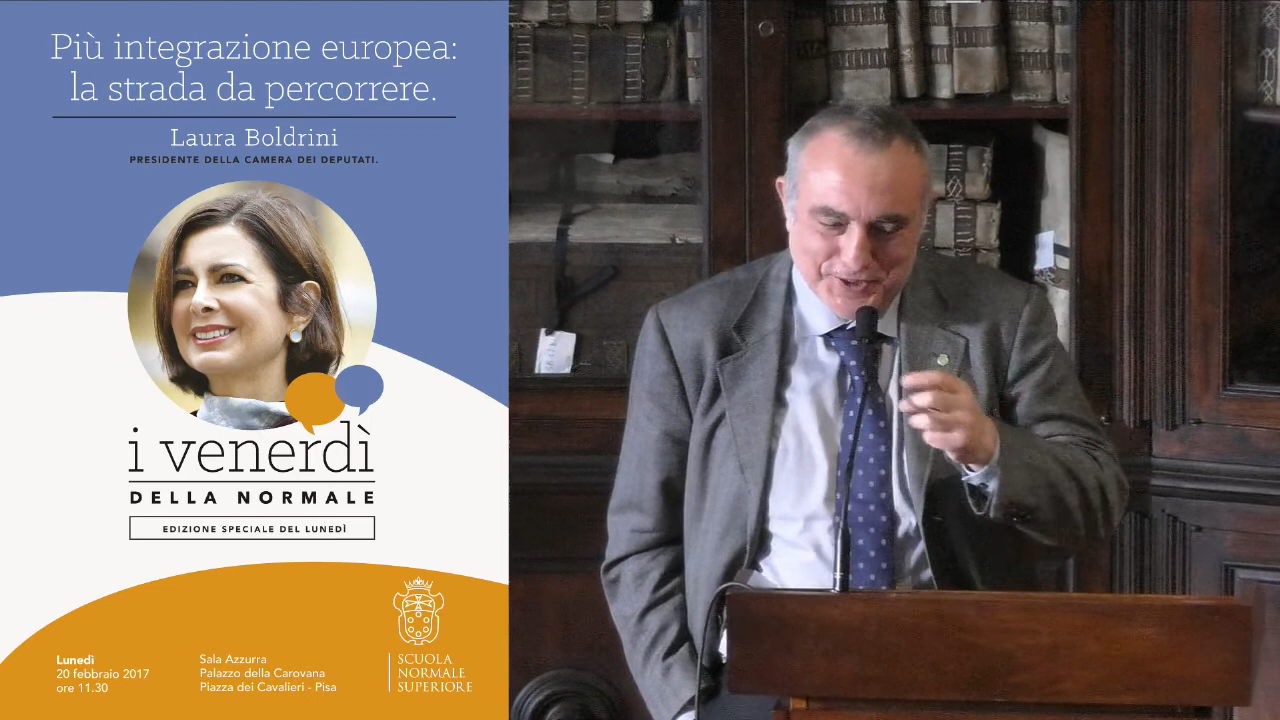 Più integrazione europea:
la strada da percorrere.
Laura Boldrini
PRESIDENTE DELLA CAMERA DEI DEPUTATI.
i venerdì
DELLA NORMALE
EDIZIONE SPECIALE DEL LUNEDÌ
Lunedì
20 febbraio 2017
ore 11.30
Sala Azzurra
Palazzo della Carovana
Piazza dei Cavalieri - Pisa
SCUOLA
NORMALE
SUPERIORE